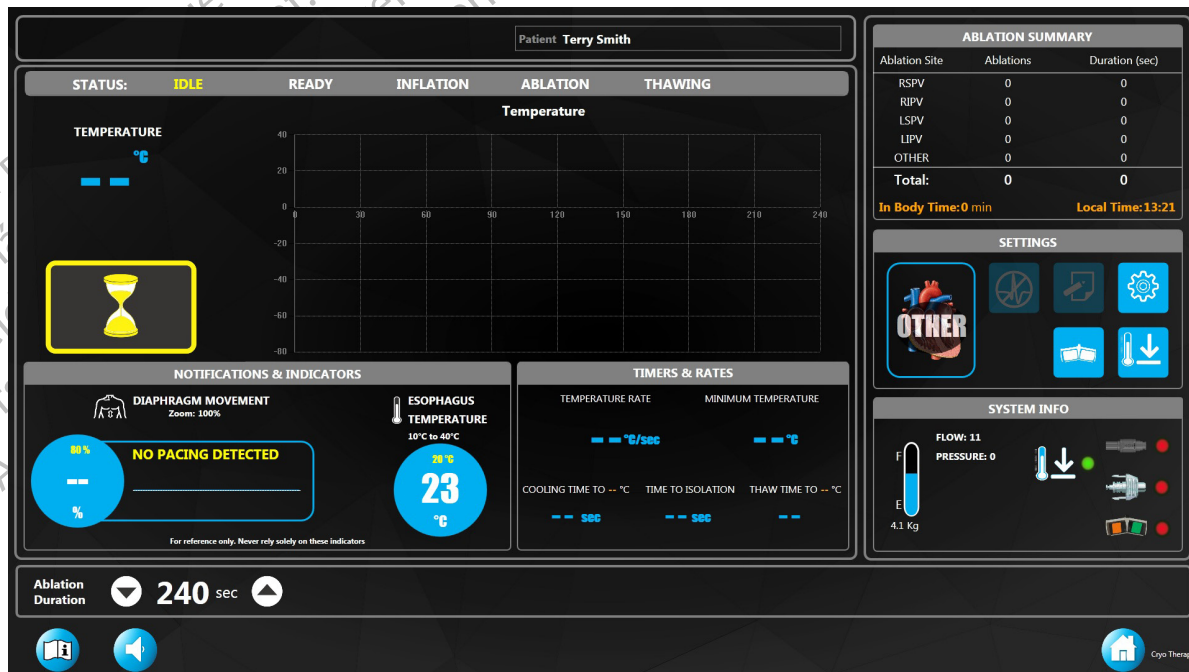 Patient Terry Smith
STATUS: IDLE READY INFLATION ABLATION THAWING
Temperature
TEMPERATURE
°C
-- --
40
20
0
-20
-40
-60
-80
0 30 60 90 120 150 180 210 240
NOTIFICATIONS & INDICATORS
DIAPHRAGM MOVEMENT
Zoom: 100%
80 %
--
%
NO PACING DETECTED
ESOPHAGUS
TEMPERATURE
10°C to 40°C
20 °C
23
°C
For reference only. Never rely solely on these indicators
TIMERS & RATES
TEMPERATURE RATE MINIMUM TEMPERATURE
-- -- °C/sec -- -- °C
COOLING TIME TO -- °C TIME TO ISOLATION THAW TIME TO -- °C
-- -- sec -- -- sec -- --
ABLATION SUMMARY
Ablation Site Ablations Duration (sec)
RSPV 0 0
RIPV 0 0
LSPV 0 0
LIPV 0 0
OTHER 0 0
Total: 0 0
In Body Time:0 min Local Time:13:21
SETTINGS
OTHER
SYSTEM INFO
F
E
4.1 Kg
FLOW: 11
PRESSURE: 0
Ablation
Duration
240 sec
Cryo Therap